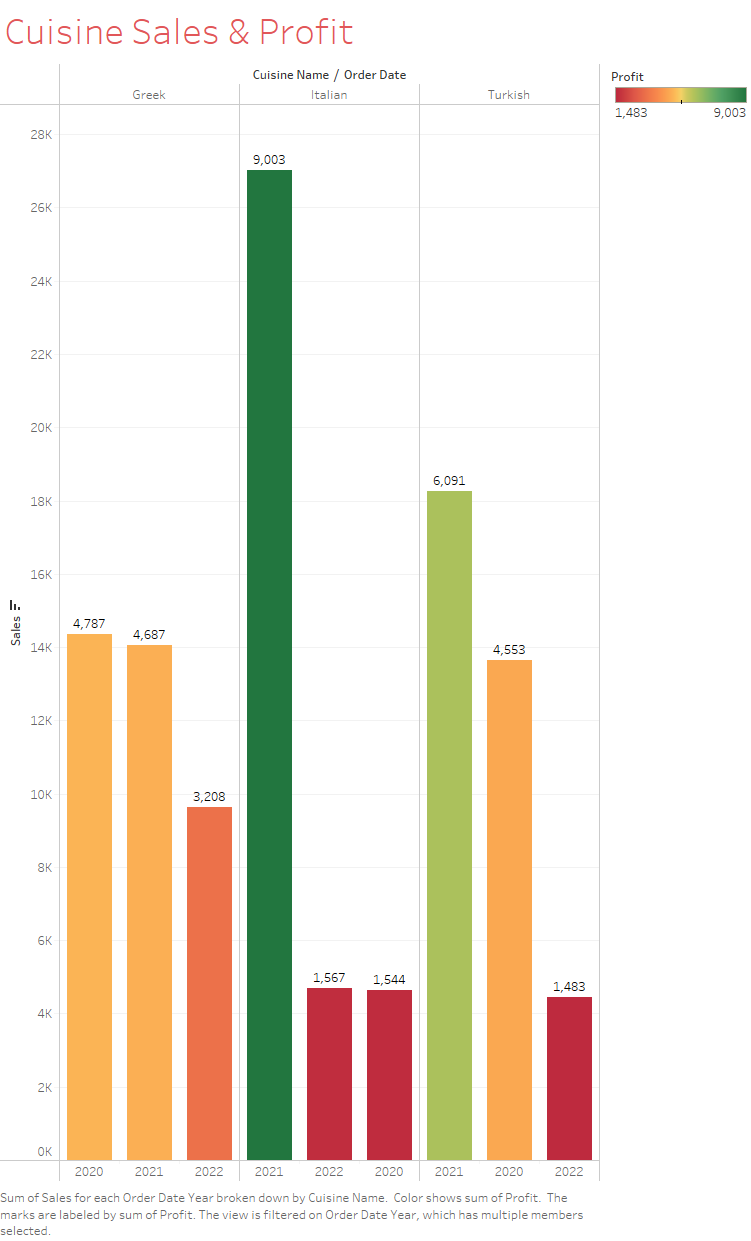 Cuisine Sales & Profit
Cuisine Name / Order Date
Greek Italian Turkish
Profit
1,483 9,003
28K
26K
24K
22K
20K
18K
16K
14K
12K
10K
8K
6K
4K
2K
0K
Sales
4,787
4,687
3,208
9,003
1,567
1,544
6,091
4,553
1,483
2020 2021 2022 2021 2022 2020 2021 2020 2022
Sum of Sales for each Order Date Year broken down by Cuisine Name. Color shows sum of Profit. The
marks are labeled by sum of Profit. The view is filtered on Order Date Year, which has multiple members
selected.